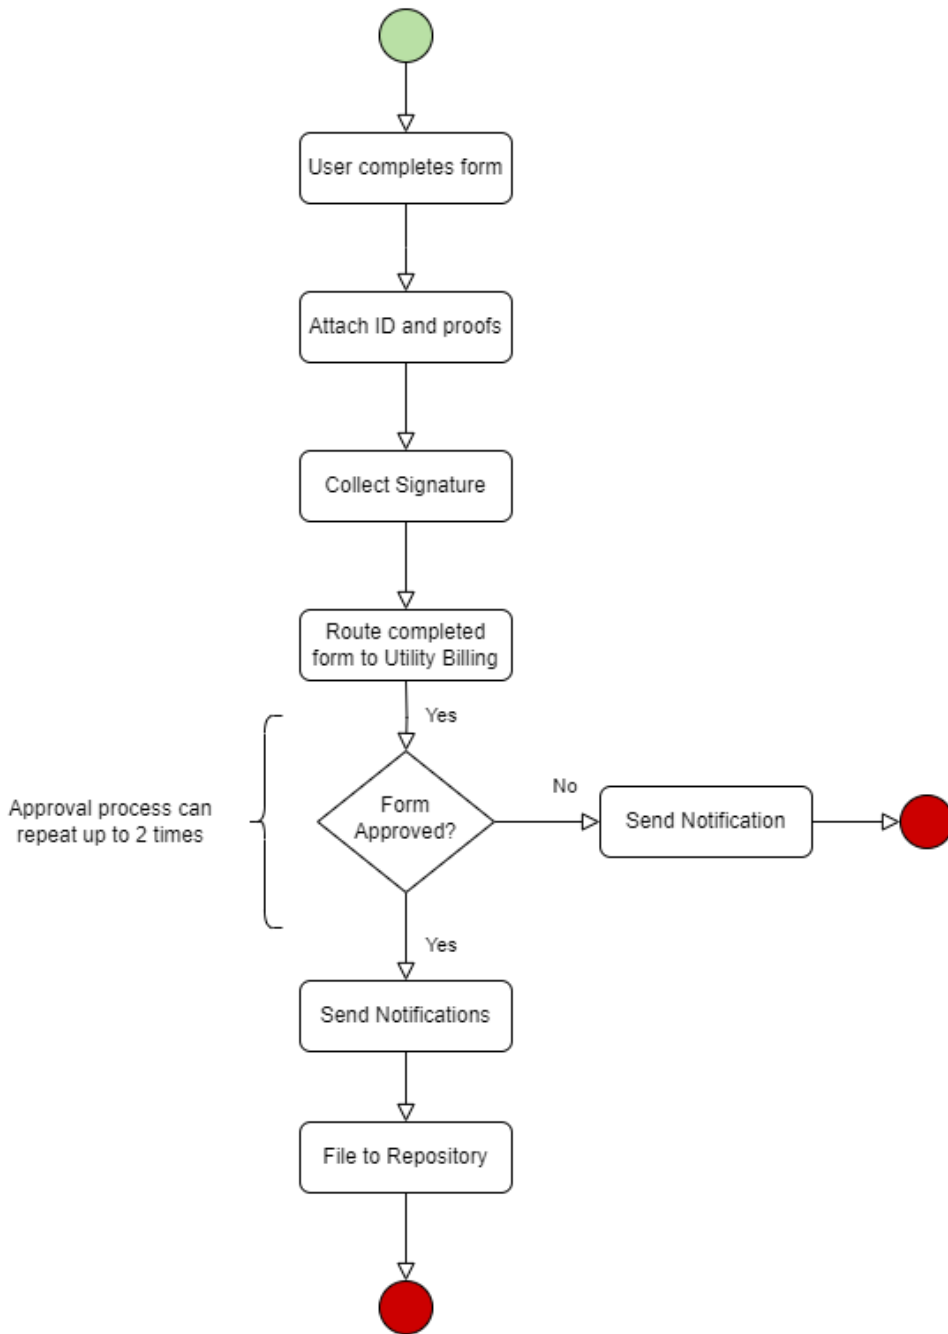 User completes form
Attach ID and proofs
Collect Signature
Route completed
form to Utility Billing
Yes
Approval process can
repeat up to 2 times
Form
Approved?
No
Send Notification
Yes
Send Notifications
File to Repository